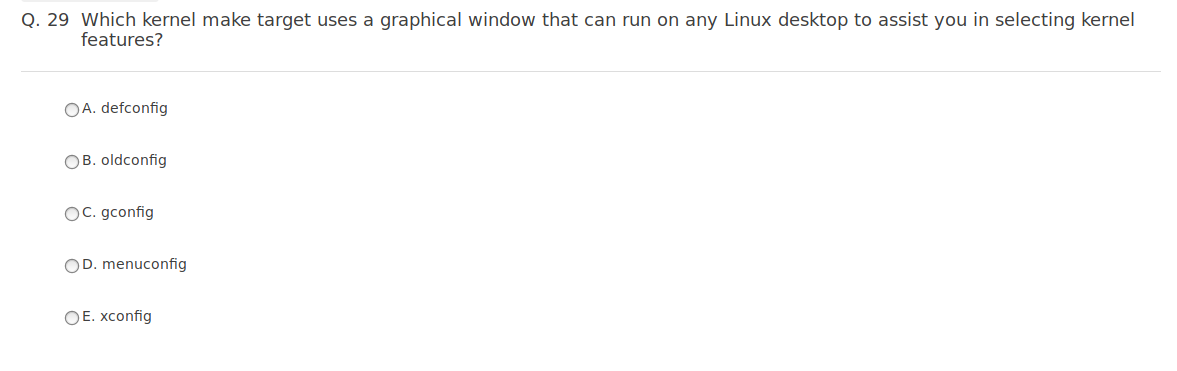 Q. 29 Which kernel make target uses a graphical window that can run on any Linux desktop to assist you in selecting kernel
features?
A. defconfig
B. oldconfig
C. gconfig
D. menuconfig
E. xconfig